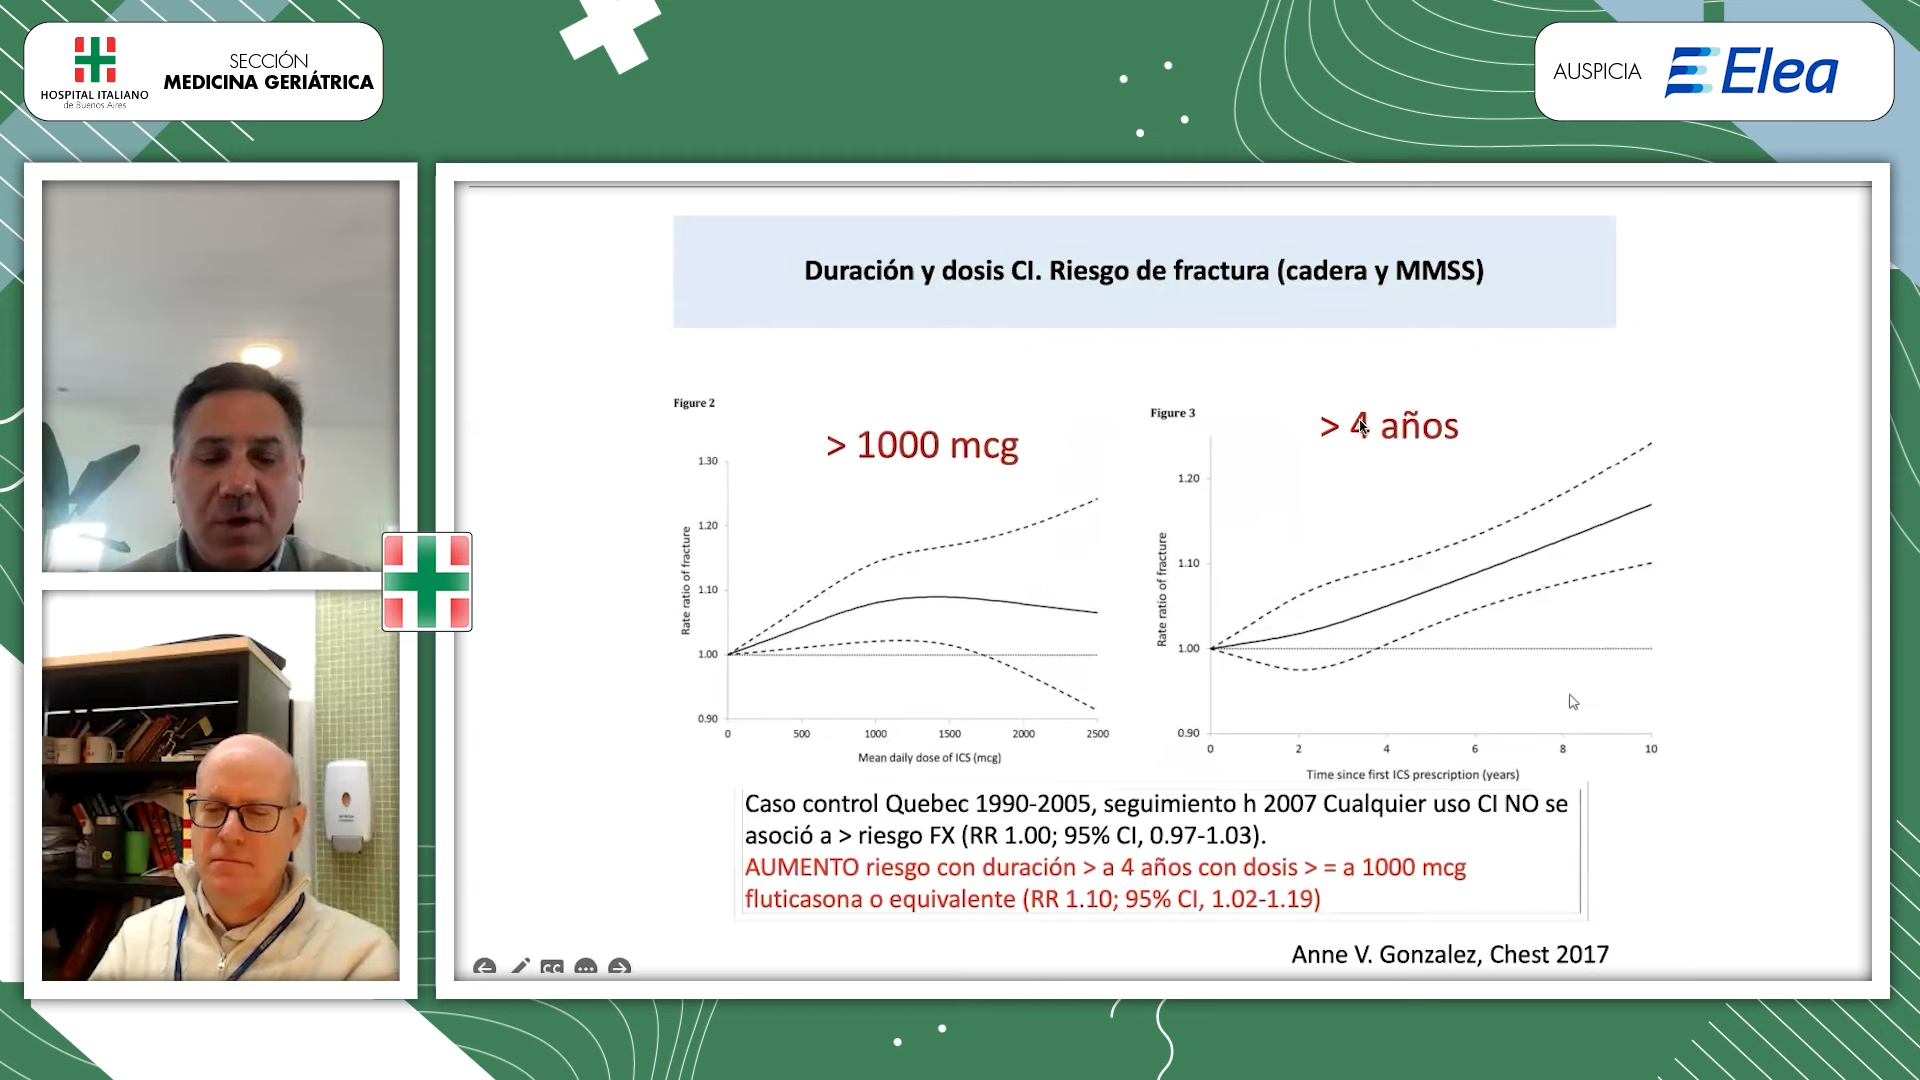 HOSPITAL ITALIANO
de Buenos Aires
SECCIÓN
MEDICINA GERIÁTRICA
AUSPICIA
Elea
Duración y dosis CI. Riesgo de fractura (cadera y MMSS)
Figure 2
> 1000 mcg
1.30
1.20
1.10
1.00
0.90
Rate ratio of fracture
0 500 1000 1500 2000 2500
Mean daily dose of ICS (mcg)
Figure 3
> 4 años
1.20
1.10
1.00
0.90
Rate ratio of fracture
0 2 4 6 8 10
Time since first ICS prescription (years)
Caso control Quebec 1990-2005, seguimiento h 2007 Cualquier uso CI NO se
asoció a > riesgo FX (RR 1.00; 95% CI, 0.97-1.03).
AUMENTO riesgo con duración > a 4 años con dosis > = a 1000 mcg
fluticasona o equivalente (RR 1.10; 95% CI, 1.02-1.19)
Anne V. Gonzalez, Chest 2017
CC